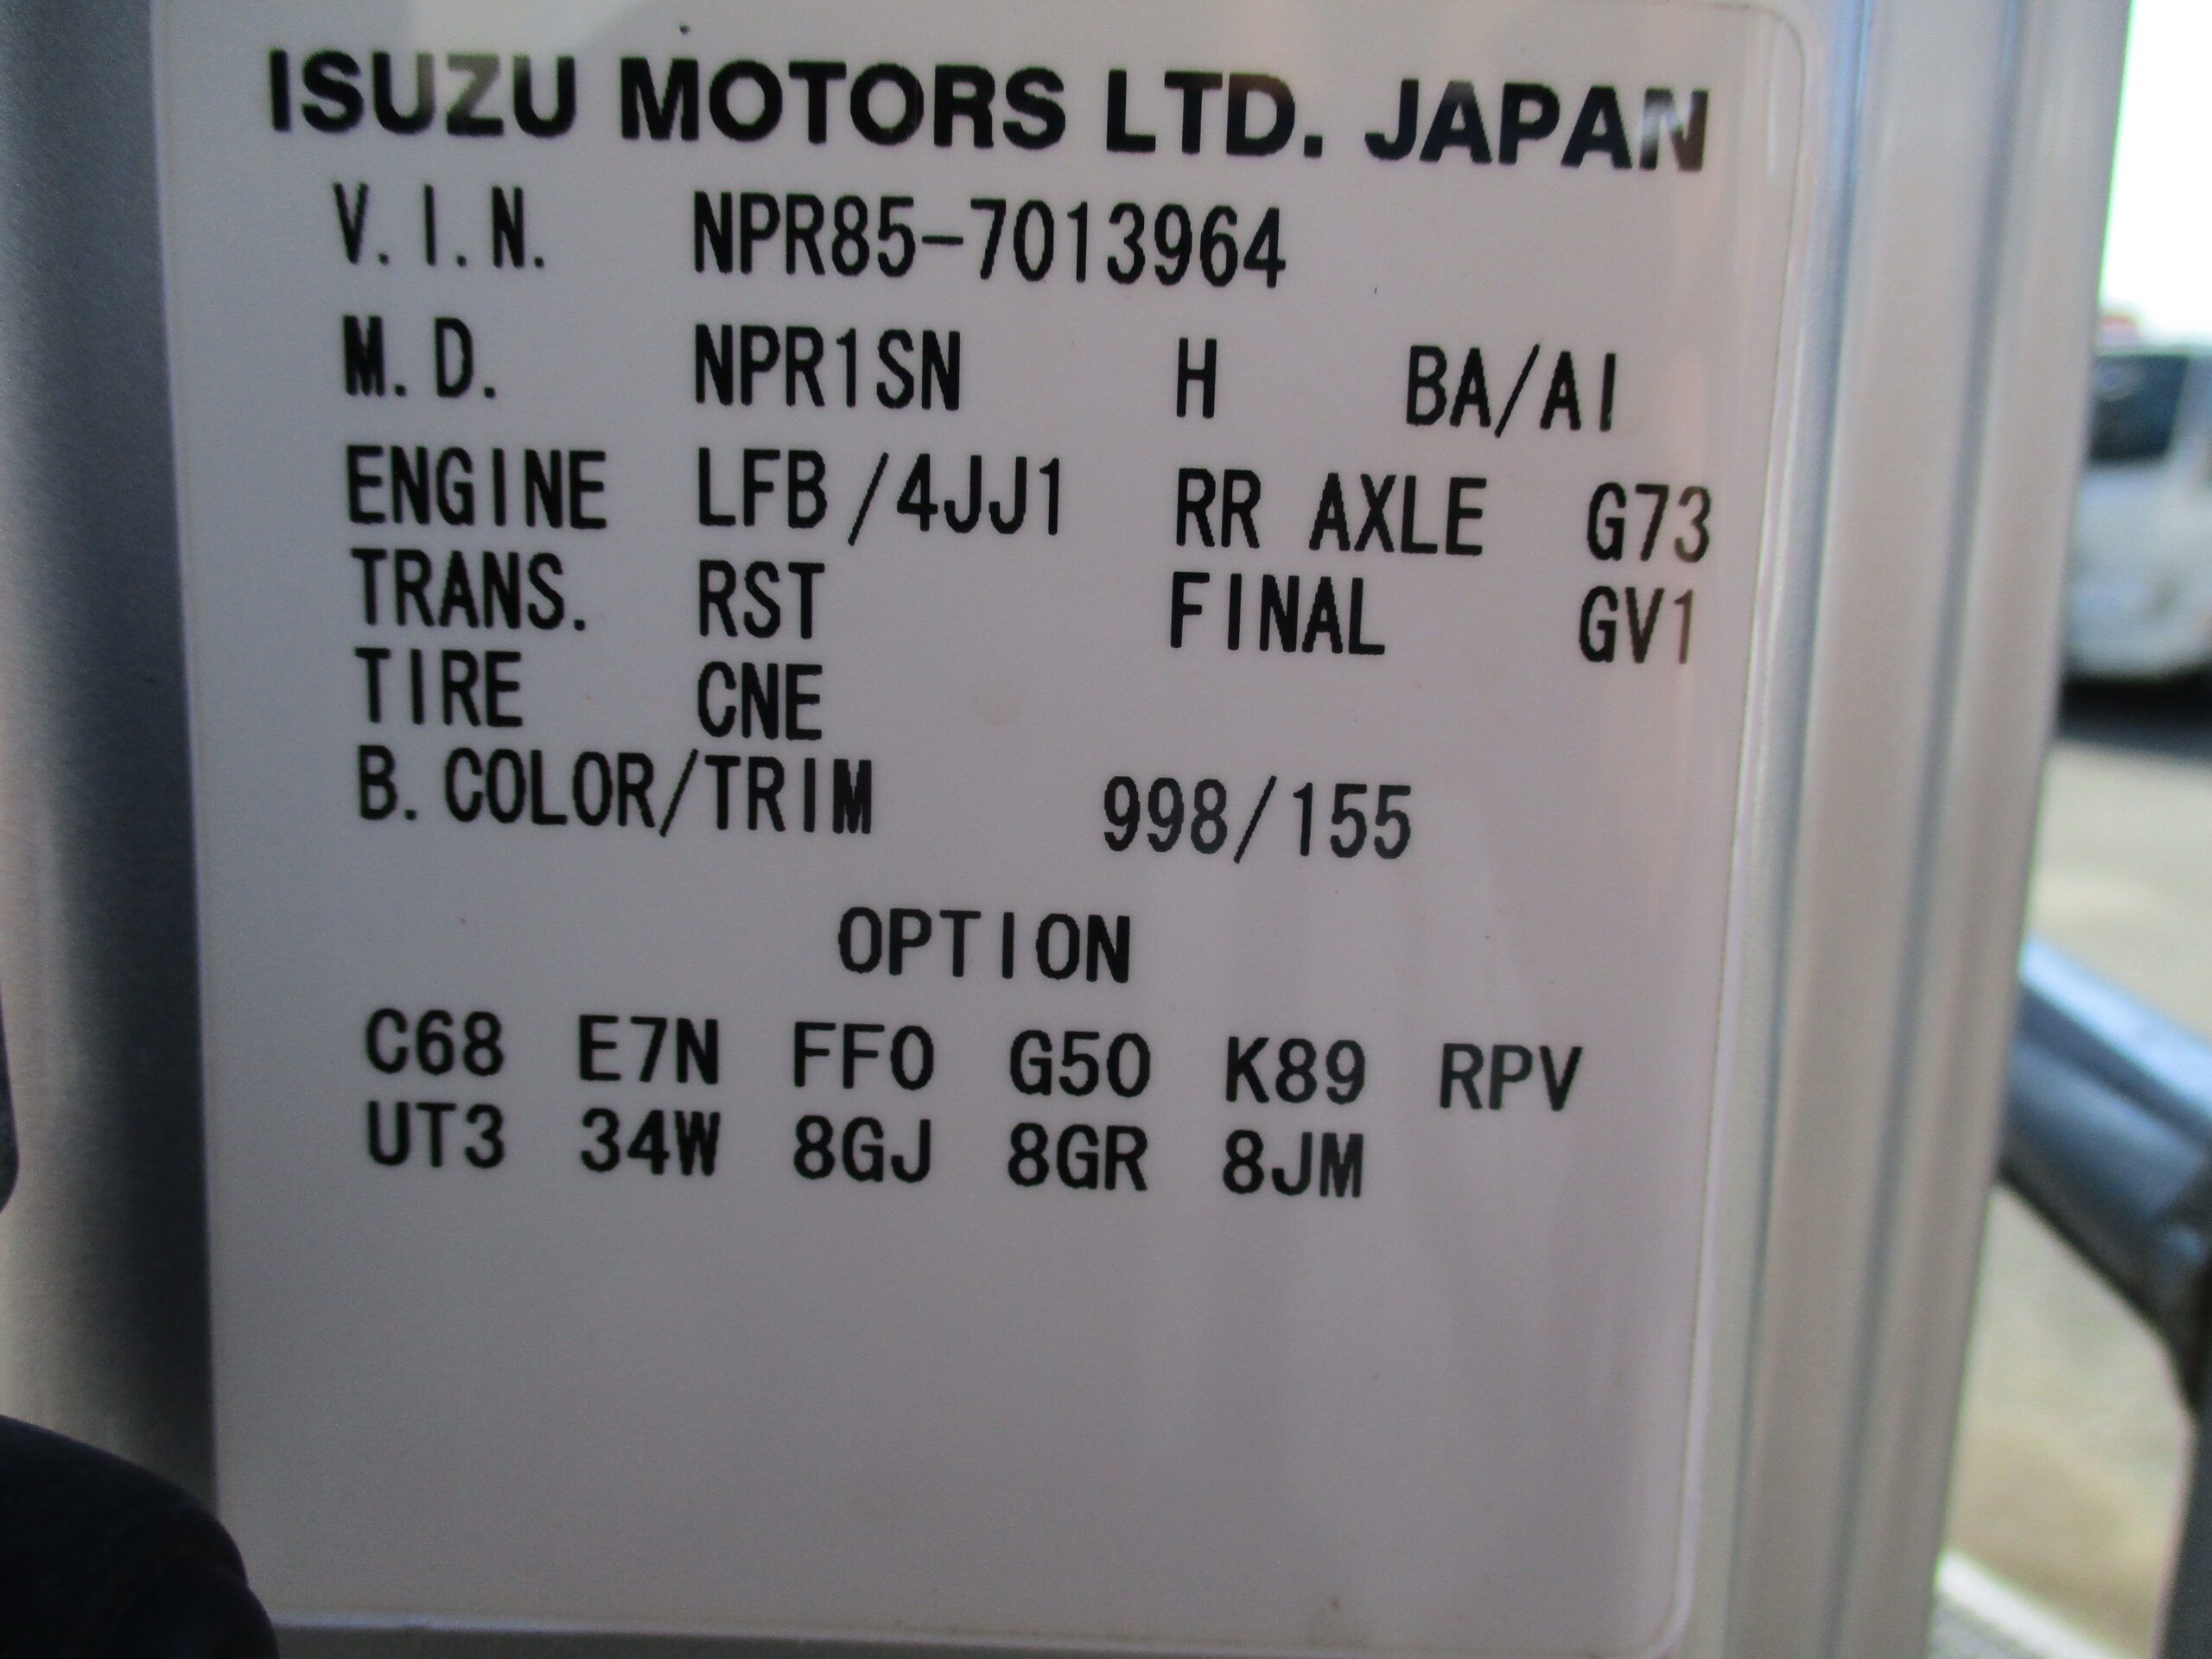 ISUZU MOTORS LTD. JAPAN
V.I.N. NPR85-7013964
M.D. NPR1SN H BA/AI
ENGINE LFB/4JJ1 RR AXLE G73
TRANS. RST FINAL GV1
TIRE CNE
B.COLOR/TRIM 998/155
OPTION
C68 E7N FF0 G50 K89 RPV
UT3 34W 8GJ 8GR 8JM